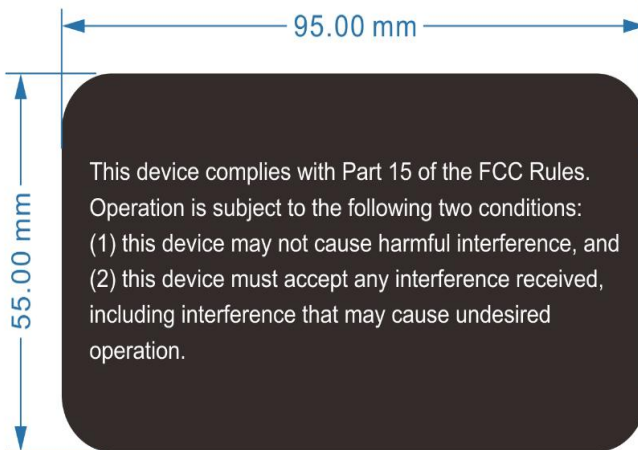 95.00 mm
55.00 mm
This device complies with Part 15 of the FCC Rules.
Operation is subject to the following two conditions:
(1) this device may not cause harmful interference, and
(2) this device must accept any interference received,
including interference that may cause undesired
operation.